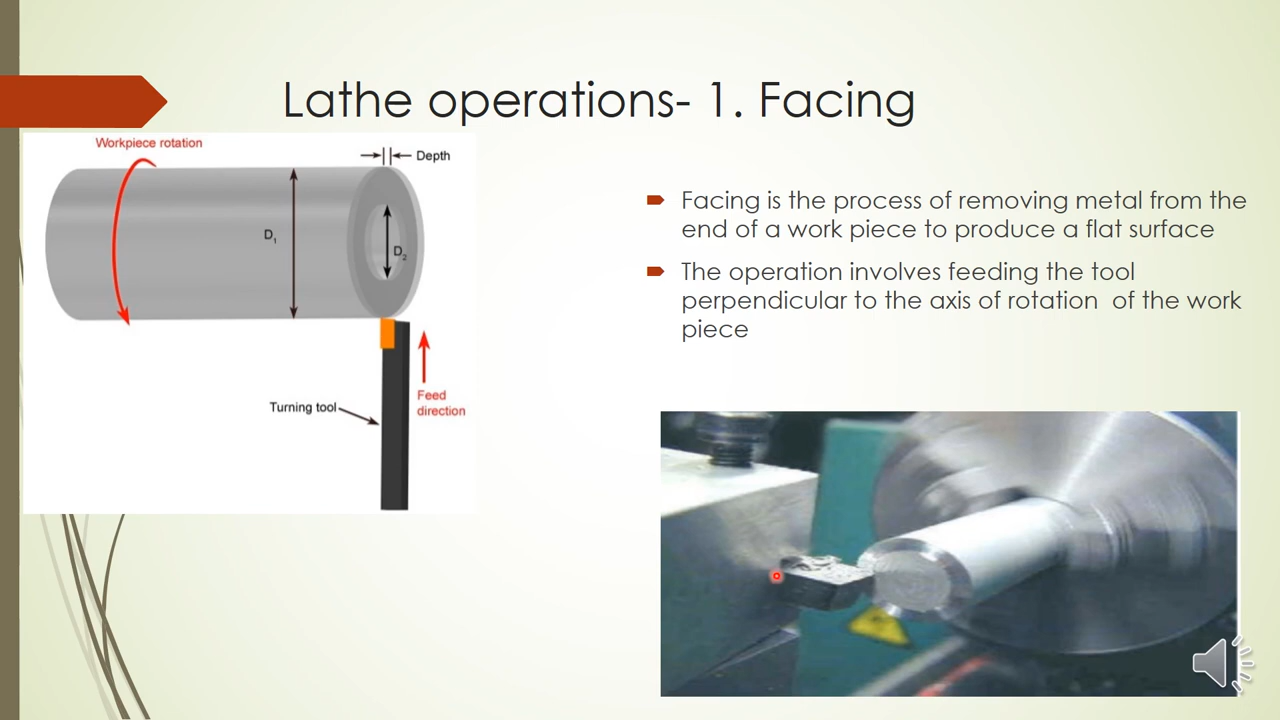 Lathe operations- 1. Facing
Workpiece rotation
Depth
D1
D2
Turning tool
Feed
direction
Facing is the process of removing metal from the
end of a work piece to produce a flat surface
The operation involves feeding the tool
perpendicular to the axis of rotation  of the work
piece